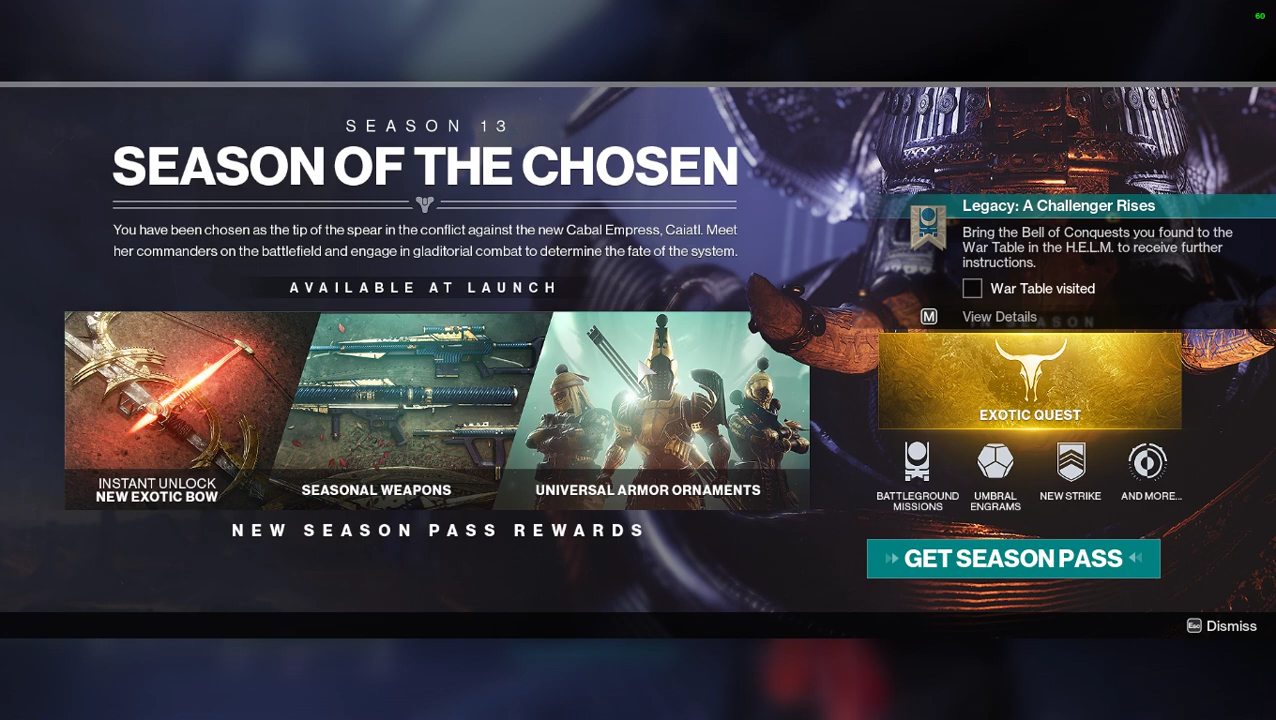 60
SEASON 13
SEASON OF THE CHOSEN
You have been chosen as the tip of the spear in the conflict against the new Cabal Empress, Caiatl. Meet
her commanders on the battlefield and engage in gladitorial combat to determine the fate of the system.
AVAILABLE AT LAUNCH
INSTANT UNLOCK
NEW EXOTIC BOW
SEASONAL WEAPONS
UNIVERSAL ARMOR ORNAMENTS
NEW SEASON PASS REWARDS
Legacy: A Challenger Rises
Bring the Bell of Conquests you found to the
War Table in the H.E.L.M. to receive further
instructions.
War Table visited
M View Details
SEASON
EXOTIC QUEST
BATTLEGROUND
MISSIONS
UMBRAL
ENGRAMS
NEW STRIKE
AND MORE...
GET SEASON PASS
Esc Dismiss